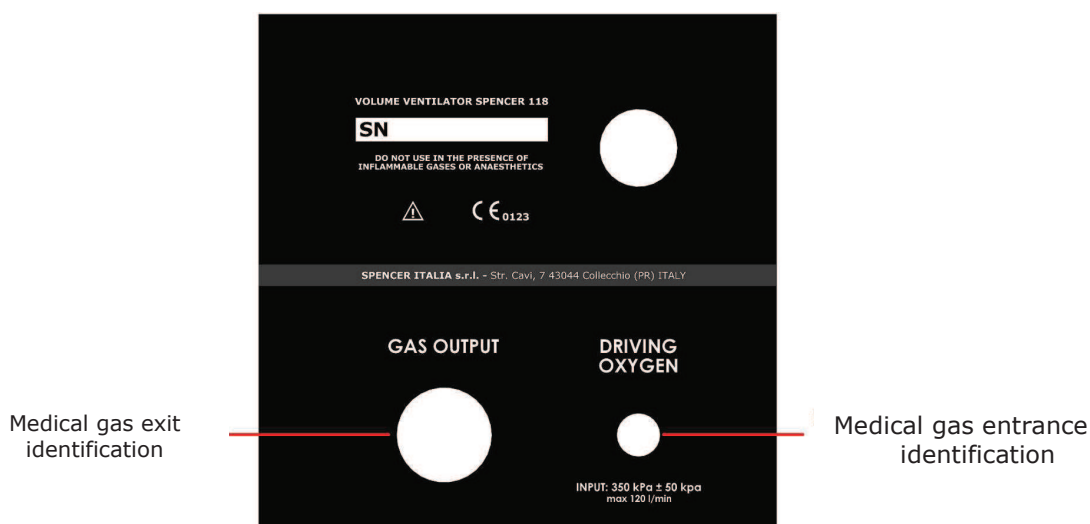 VOLUME VENTILATOR SPENCER 118
SN
DO NOT USE IN THE PRESENCE OF
INFLAMMABLE GASES OR ANAESTHETICS
CE 0123
SPENCER ITALIA s.r.l. - Str. Cavi, 7 43044 Collecchio (PR) ITALY
GAS OUTPUT
DRIVING
OXYGEN
Medical gas exit
identification
Medical gas entrance
identification
INPUT: 350 kPa ± 50 kpa
max 120 l/min